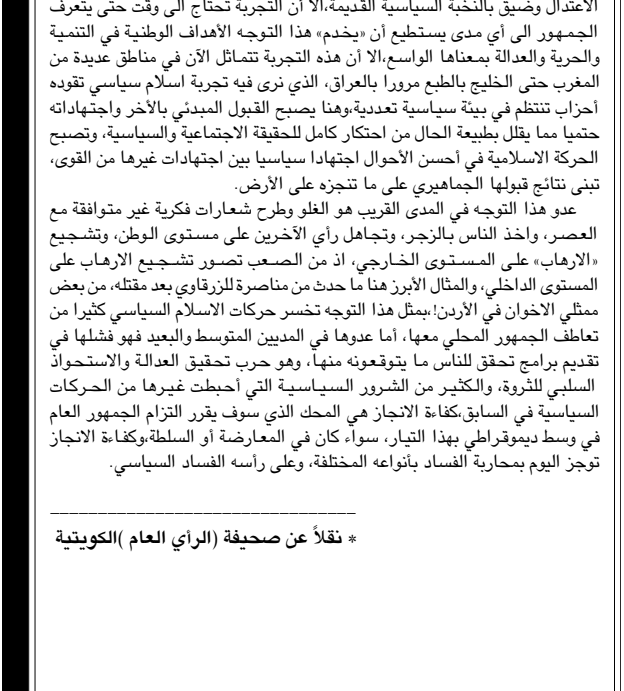 الاعتدال وضيق بالنخبة السياسية القديمة،الا أن التجربة تحتاج الى وقت حتى يتعرف
الجمهور الى أي مدى يستطيع أن «يخدم» هذا التوجه الأهداف الوطنية في التنمية
والحرية والعدالة بمعناها الواسع،الا أن هذه التجربة تتماثل الآن في مناطق عديدة من
المغرب حتى الخليج بالطبع مرورا بالعراق، الذي نرى فيه تجربة اسلام سياسي تقوده
أحزاب تنتظم في بيئة سياسية تعددية،وهنا يصبح القبول المبدئي بالأخر واجتهاداته
حتميا مما يقلل بطبيعة الحال من احتكار كامل للحقيقة الاجتماعية والسياسية، وتصبح
الحركة الاسلامية في أحسن الأحوال اجتهادا سياسيا بين اجتهادات غيرها من القوى،
تبنى نتائج قبولها الجماهيري على ما تنجزه على الأرض.
عدو هذا التوجه في المدى القريب هو الغلو وطرح شعارات فكرية غير متوافقة مع
العصر، واخذ الناس بالزجر، وتجاهل رأي الآخرين على مستوى الوطن، وتشجيع
«الارهاب» على المستوى الخارجي، اذ من الصعب تصور تشجيع الارهاب على
المستوى الداخلي، والمثال الأبرز هنا ما حدث من مناصرة للزرقاوي بعد مقتله، من بعض
ممثلي الاخوان في الأردن!،بمثل هذا التوجه تخسر حركات الاسلام السياسي كثيرا من
تعاطف الجمهور المحلي معها، أما عدوها في المديين المتوسط والبعيد فهو فشلها في
تقديم برامج تحقق للناس ما يتوقعونه منها، وهو حرب تحقيق العدالة والاستحواذ
السلبي للثروة، والكثير من الشرور السياسية التي أحبطت غيرها من الحركات
السياسية في السابق،كفاءة الانجاز هي المحك الذي سوف يقرر التزام الجمهور العام
في وسط ديموقراطي بهذا التيار، سواء كان في المعارضة أو السلطة،وكفاءة الانجاز
توجز اليوم بمحاربة الفساد بأنواعه المختلفة، وعلى رأسه الفساد السياسي.
* نقلاً عن صحيفة (الرأي العام )الكويتية